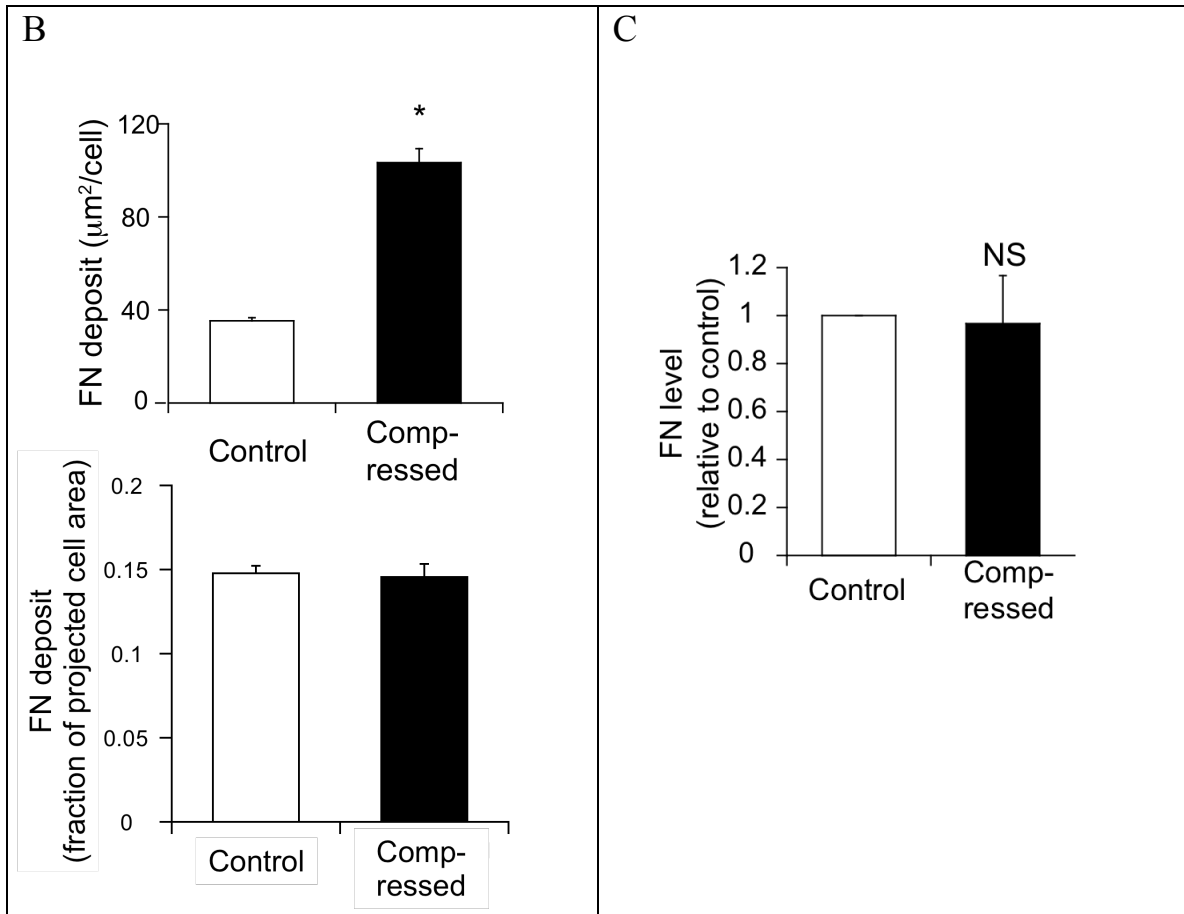 B
*
FN deposit (μm²/cell)
120
80
40
0
Control
Comp-
ressed
FN deposit
(fraction of projected cell area)
0.2
0.15
0.1
0.05
0
Control
Comp-
ressed
C
NS
FN level
(relative to control)
1.2
1
0.8
0.6
0.4
0.2
0
Control
Comp-
ressed